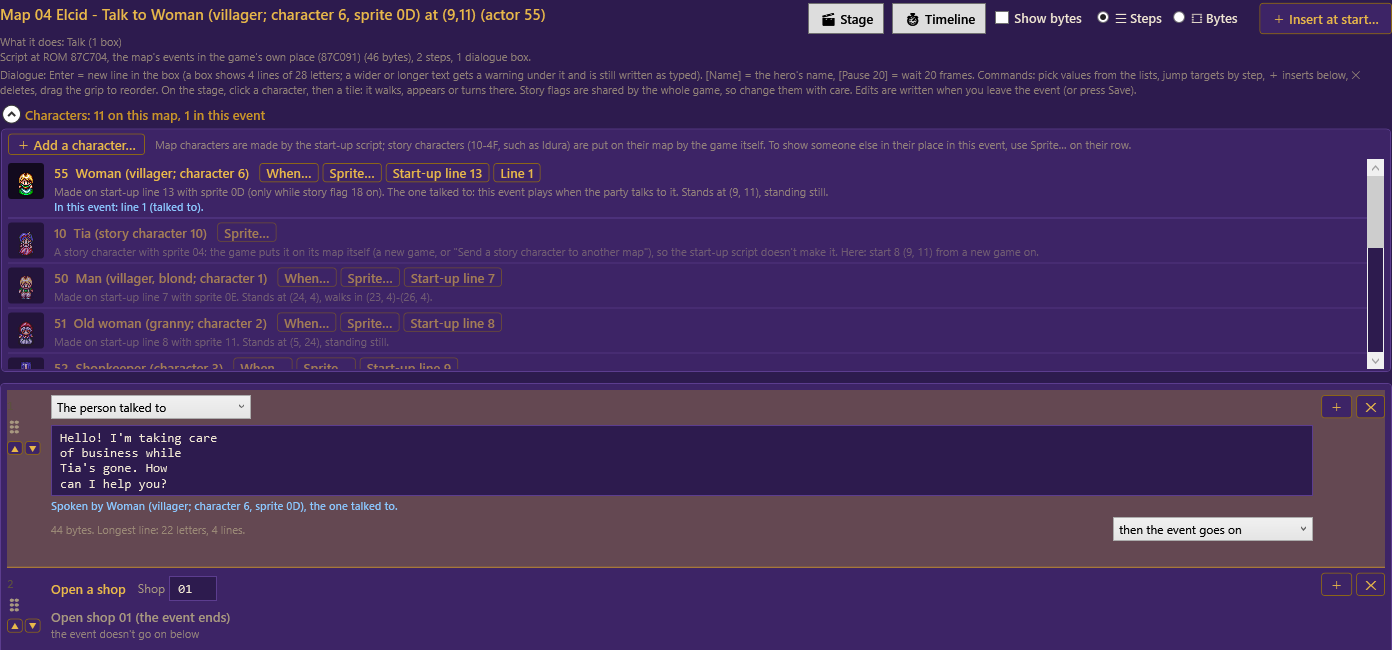 Map 04 Elcid - Talk to Woman (villager; character 6, sprite 0D) at (9,11) (actor 55)
Stage
Timeline
Show bytes
Steps
Bytes
+ Insert at start...
What it does: Talk (1 box)
Script at ROM 87C704, the map's events in the game's own place (87C091) (46 bytes), 2 steps, 1 dialogue box.
Dialogue: Enter = new line in the box (a box shows 4 lines of 28 letters; a wider or longer text gets a warning under it and is still written as typed). [Name] = the hero's name, [Pause 20] = wait 20 frames. Commands: pick values from the lists, jump targets by step, + inserts below, ✕
deletes, drag the grip to reorder. On the stage, click a character, then a tile: it walks, appears or turns there. Story flags are shared by the whole game, so change them with care. Edits are written when you leave the event (or press Save).
Characters: 11 on this map, 1 in this event
+ Add a character...
Map characters are made by the start-up script; story characters (10-4F, such as Idura) are put on their map by the game itself. To show someone else in their place in this event, use Sprite... on their row.
55 Woman (villager; character 6) When... Sprite... Start-up line 13 Line 1
Made on start-up line 13 with sprite 0D (only while story flag 18 on). The one talked to: this event plays when the party talks to it. Stands at (9, 11), standing still.
In this event: line 1 (talked to).
10 Tia (story character 10) Sprite...
A story character with sprite 04: the game puts it on its map itself (a new game, or "Send a story character to another map"), so the start-up script doesn't make it. Here: start 8 (9, 11) from a new game on.
50 Man (villager, blond; character 1) When... Sprite... Start-up line 7
Made on start-up line 7 with sprite 0E. Stands at (24, 4), walks in (23, 4)-(26, 4).
51 Old woman (granny; character 2) When... Sprite... Start-up line 8
Made on start-up line 8 with sprite 11. Stands at (5, 24), standing still.
52 Shopkeeper (character 3) When... Sprite... Start-up line 9
The person talked to
Hello! I'm taking care
of business while
Tia's gone. How
can I help you?
Spoken by Woman (villager; character 6, sprite 0D), the one talked to.
44 bytes. Longest line: 22 letters, 4 lines.
then the event goes on
2
Open a shop Shop 01
Open shop 01 (the event ends)
the event doesn't go on below